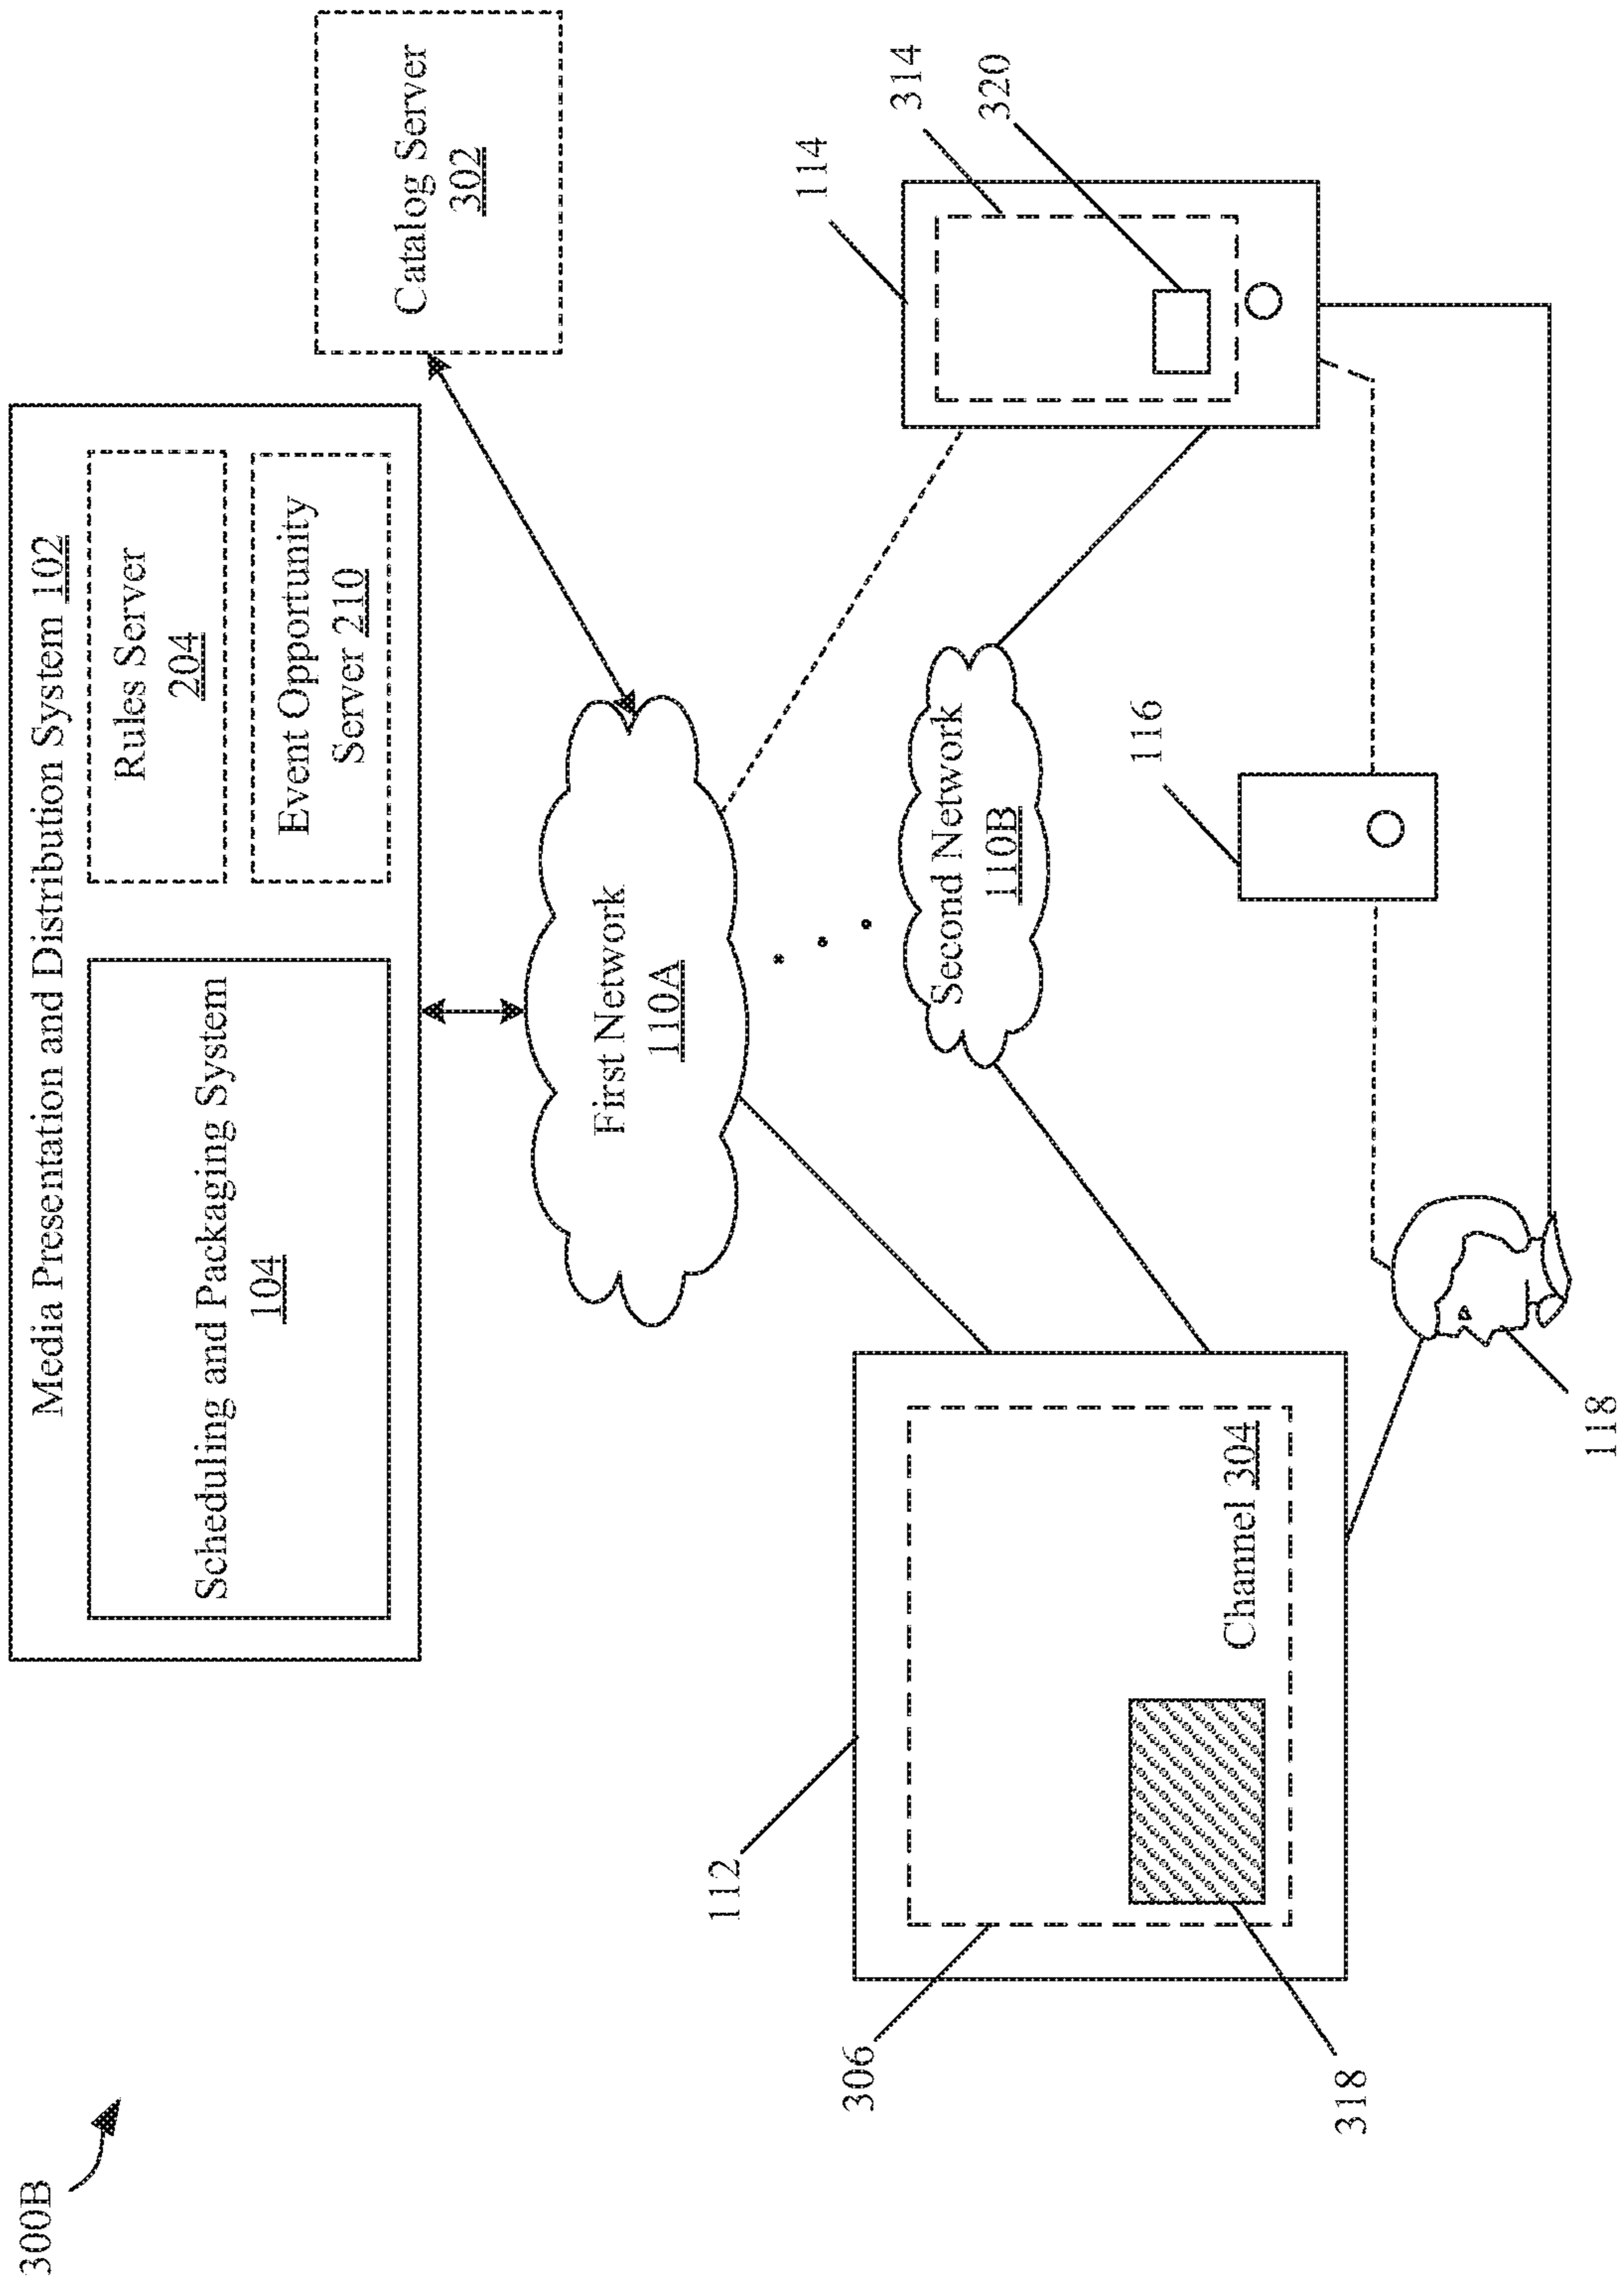 300B
Media Presentation and Distribution System 102
Scheduling and Packaging System
104
Rules Server
204
Event Opportunity
Server 210
Catalog Server
302
First Network
110A
Second Network
110B
112
306
318
Channel 304
114
314
320
116
118